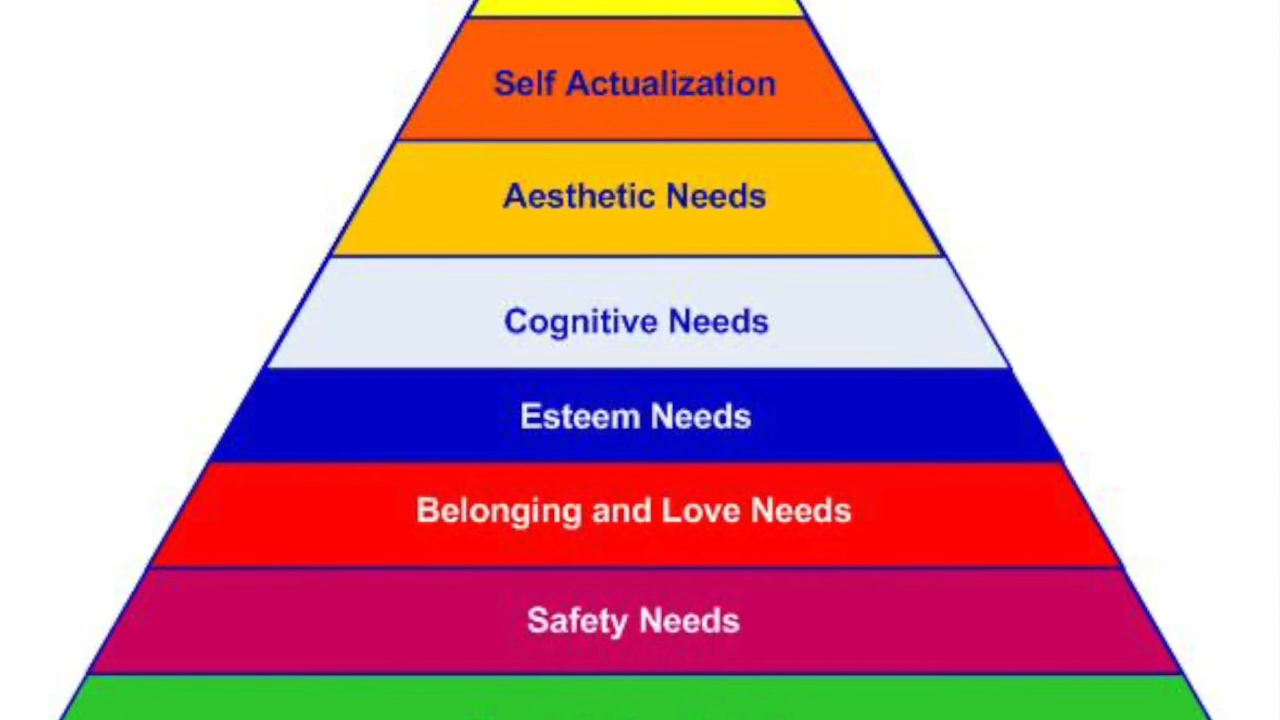 Self Actualization
Aesthetic Needs
Cognitive Needs
Esteem Needs
Belonging and Love Needs
Safety Needs